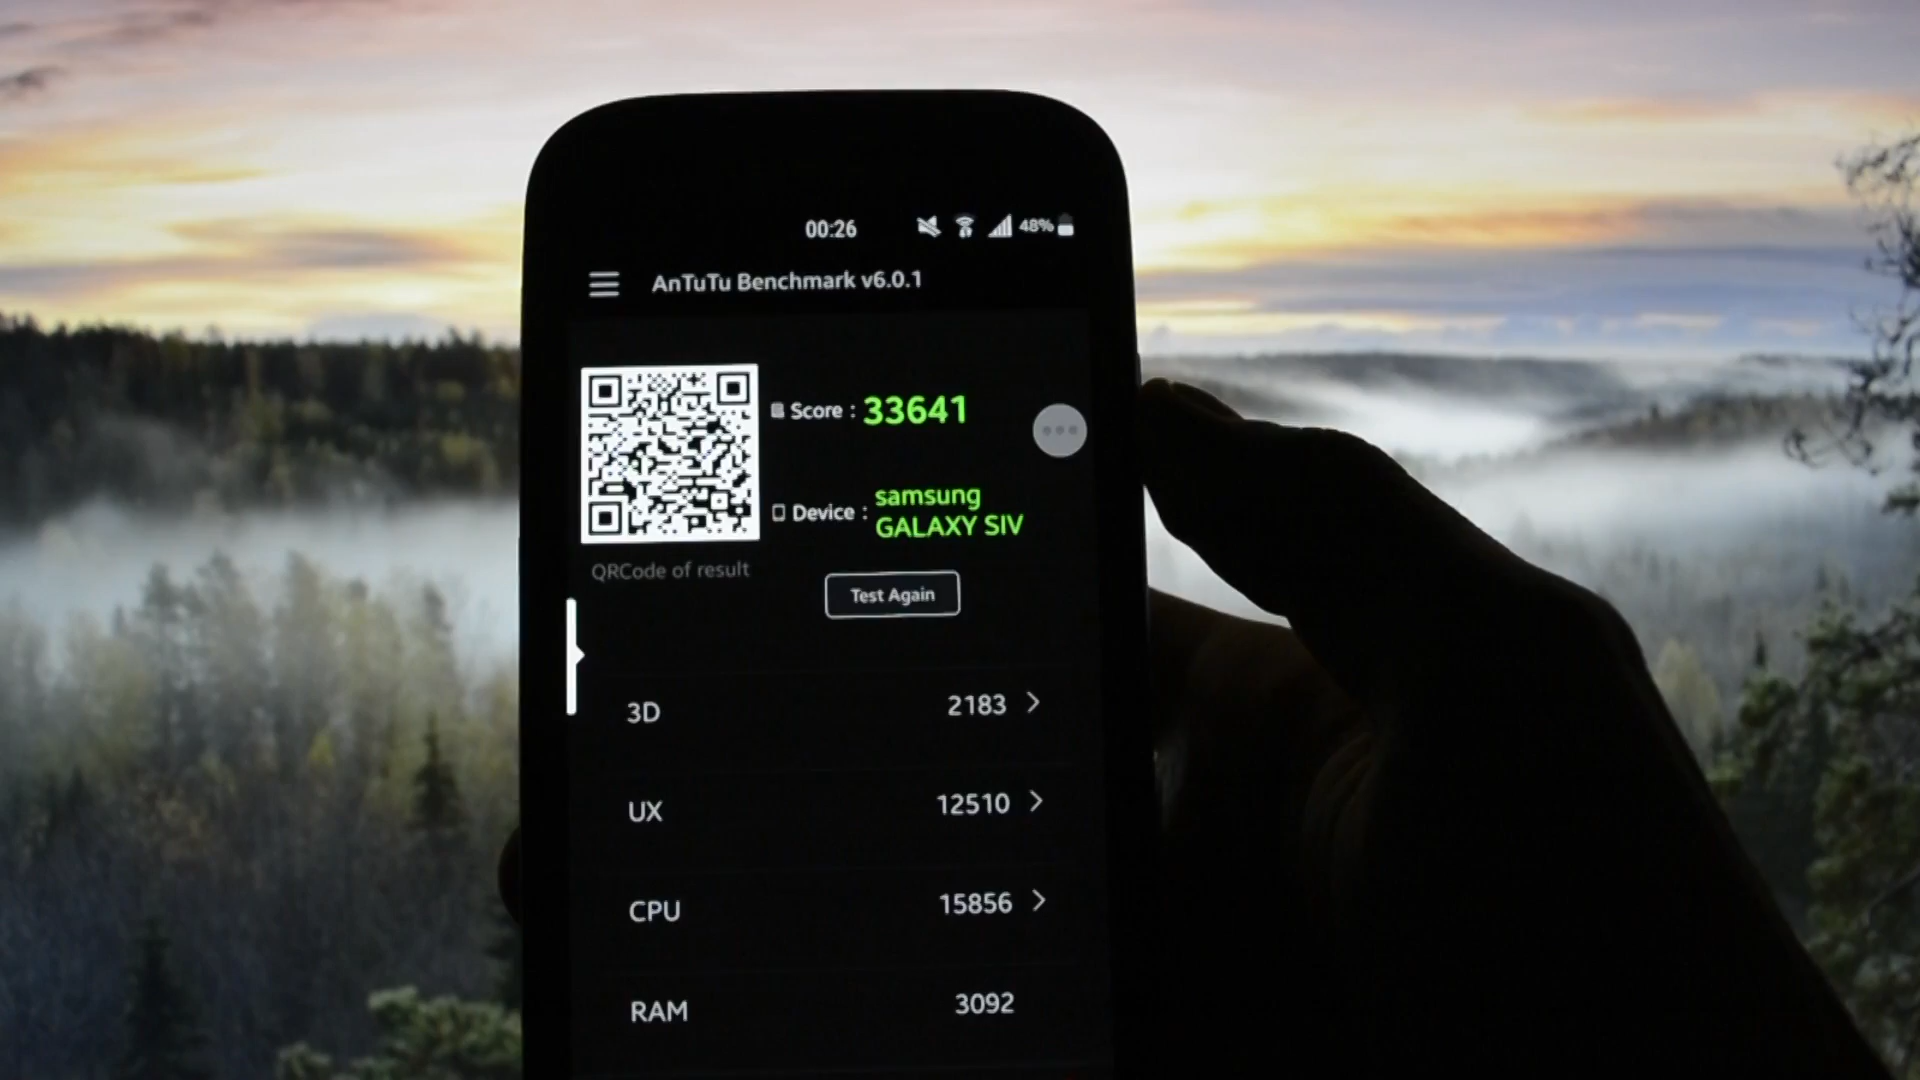 00:26 48%
AnTuTu Benchmark v6.0.1
Score : 33641
Device : samsung
GALAXY SIV
QRCode of result
Test Again
3D 2183
UX 12510
CPU 15856
RAM 3092